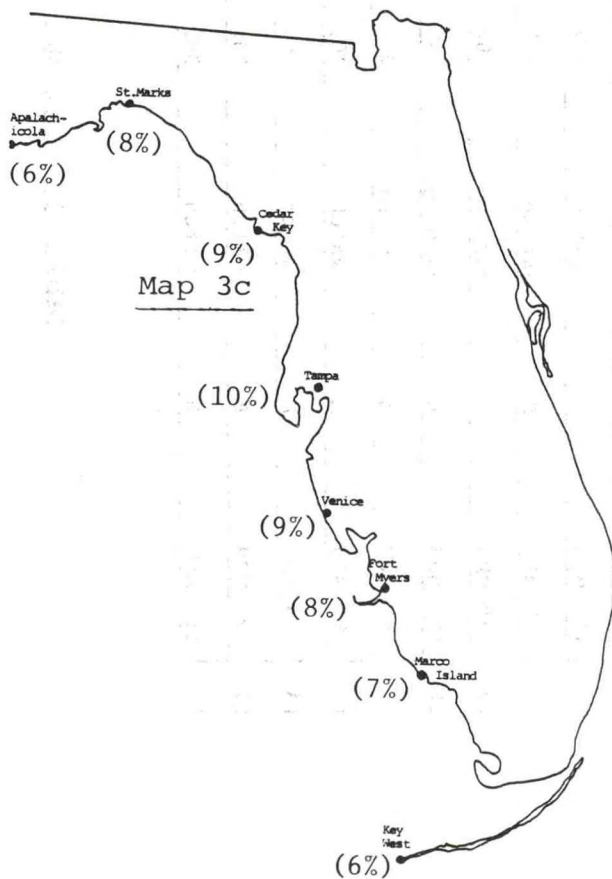 St.Marks
Apalach-
icola
(8%)
(6%)
Cedar
Key
(9%)
Map 3c
Tampa
(10%)
Venice
(9%)
Fort
Myers
(8%)
Marco
Island
(7%)
Key
West
(6%)